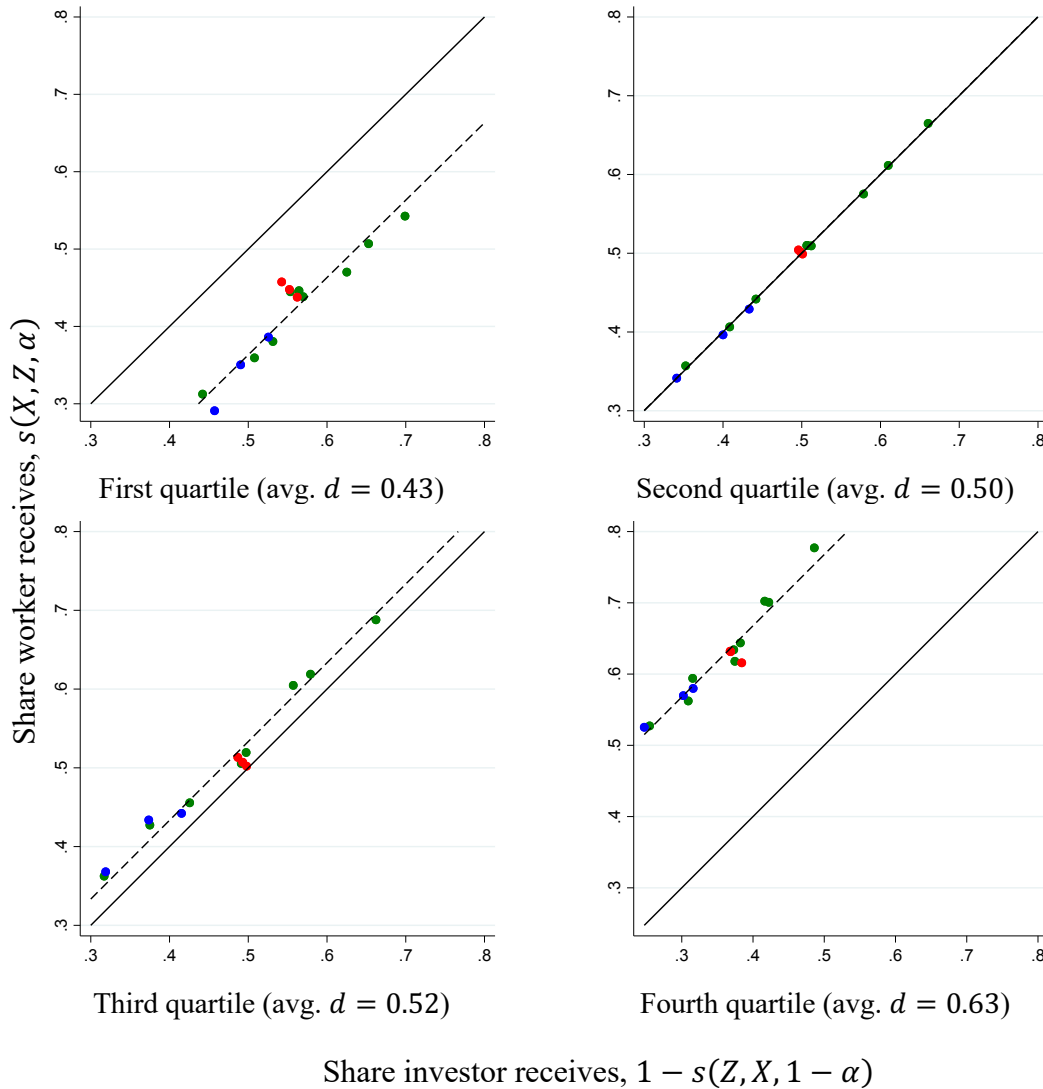 Share worker receives, s(X, Z, α)
.8
.7
.6
.5
.4
.3
.3 .4 .5 .6 .7 .8
First quartile (avg. d = 0.43)
.8
.7
.6
.5
.4
.3
.3 .4 .5 .6 .7 .8
Second quartile (avg. d = 0.50)
.8
.7
.6
.5
.4
.3
.3 .4 .5 .6 .7 .8
Third quartile (avg. d = 0.52)
.8
.7
.6
.5
.4
.3
.3 .4 .5 .6 .7 .8
Fourth quartile (avg. d = 0.63)
Share investor receives, 1 − s(Z, X, 1 − α)